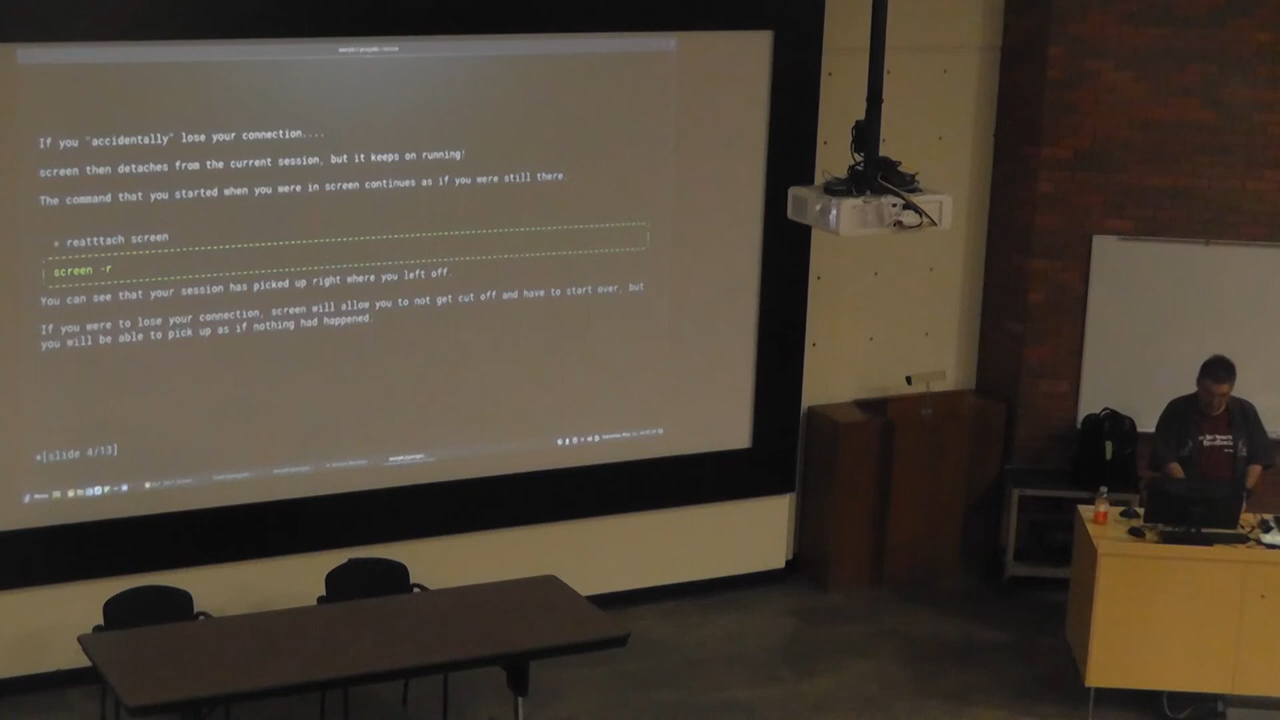 If you "accidentally" lose your connection....
screen then detaches from the current session, but it keeps on running!
The command that you started when you were in screen continues as if you were still there.
+ reatttach screen
screen -r
You can see that your session has picked up right where you left off.
If you were to lose your connection, screen will allow you to not get cut off and have to start over, but
you will be able to pick up as if nothing had happened.
*[slide 4/13]
Menu